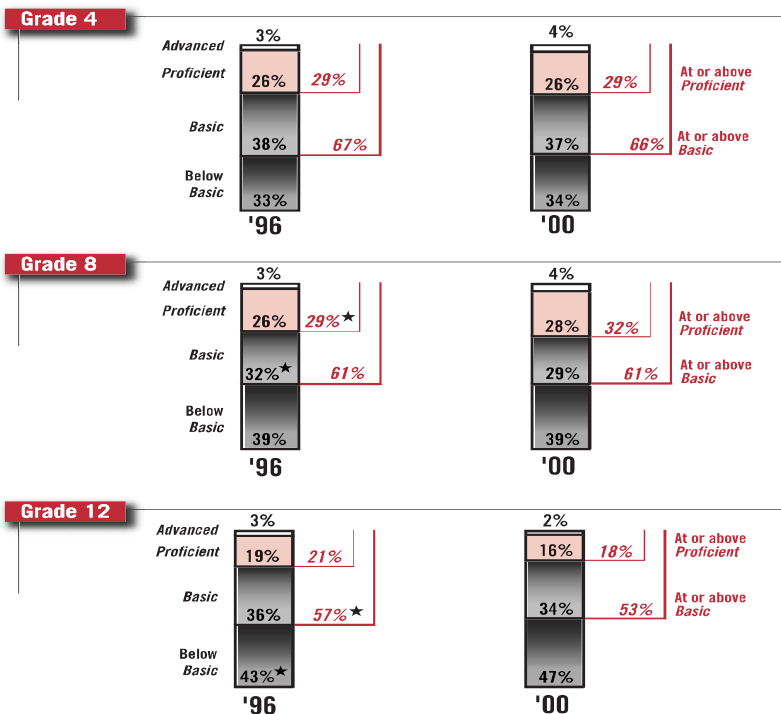 Grade 4
3%
4%
Advanced
Proficient
26%
29%
26%
29%
At or above
Proficient
Basic
38%
67%
37%
66%
At or above
Basic
Below
Basic
33%
34%
'96
'00
Grade 8
3%
4%
Advanced
Proficient
26%
29%★
28%
32%
At or above
Proficient
Basic
32%★
61%
29%
61%
At or above
Basic
Below
Basic
39%
39%
'96
'00
Grade 12
3%
2%
Advanced
Proficient
19%
21%
16%
18%
At or above
Proficient
Basic
36%
57%★
34%
53%
At or above
Basic
Below
Basic
43%★
47%
'96
'00